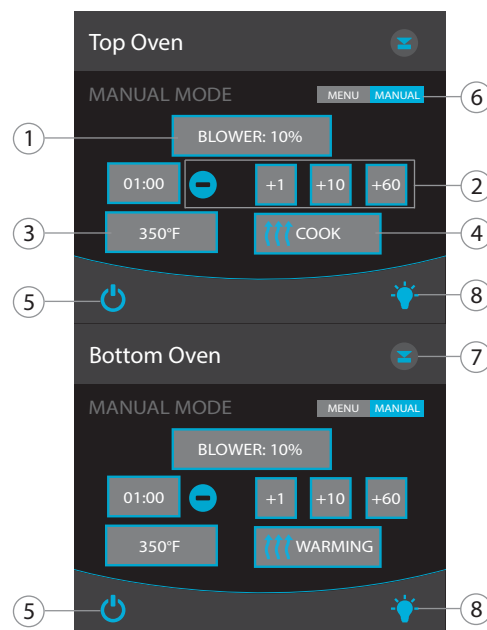 Top Oven
MANUAL MODE MENU MANUAL 6
1 BLOWER: 10%
01:00 +1 +10 +60 2
3 350°F COOK 4
5 8
Bottom Oven 7
MANUAL MODE MENU MANUAL
BLOWER: 10%
01:00 +1 +10 +60
350°F WARMING
5 8